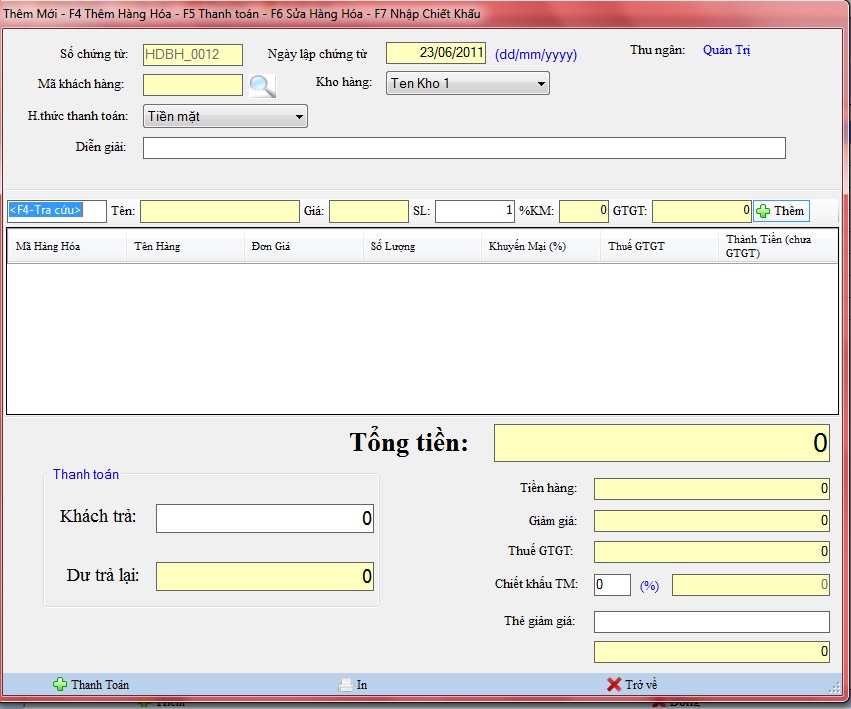 Thêm Mới - F4 Thêm Hàng Hóa - F5 Thanh toán - F6 Sửa Hàng Hóa - F7 Nhập Chiết Khấu
Số chứng từ: HDBH_0012 Ngày lập chứng từ 23/06/2011 (dd/mm/yyyy) Thu ngân: Quản Trị
Mã khách hàng: Kho hàng: Ten Kho 1
H.thức thanh toán: Tiền mặt
Diễn giải:
<F4-Tra cứu> Tên: Giá: SL: 1 %KM: 0 GTGT: 0 Thêm
Mã Hàng Hóa Tên Hàng Đơn Giá Số Lượng Khuyến Mại (%) Thuế GTGT Thành Tiền (chưa
GTGT)
Tổng tiền: 0
Thanh toán
Tiền hàng: 0
Khách trả: 0
Giảm giá: 0
Thuế GTGT: 0
Dư trả lại: 0
Chiết khấu TM: 0 (%) 0
Thẻ giảm giá:
0
Thanh Toán In Trở về
Thêm Đóng